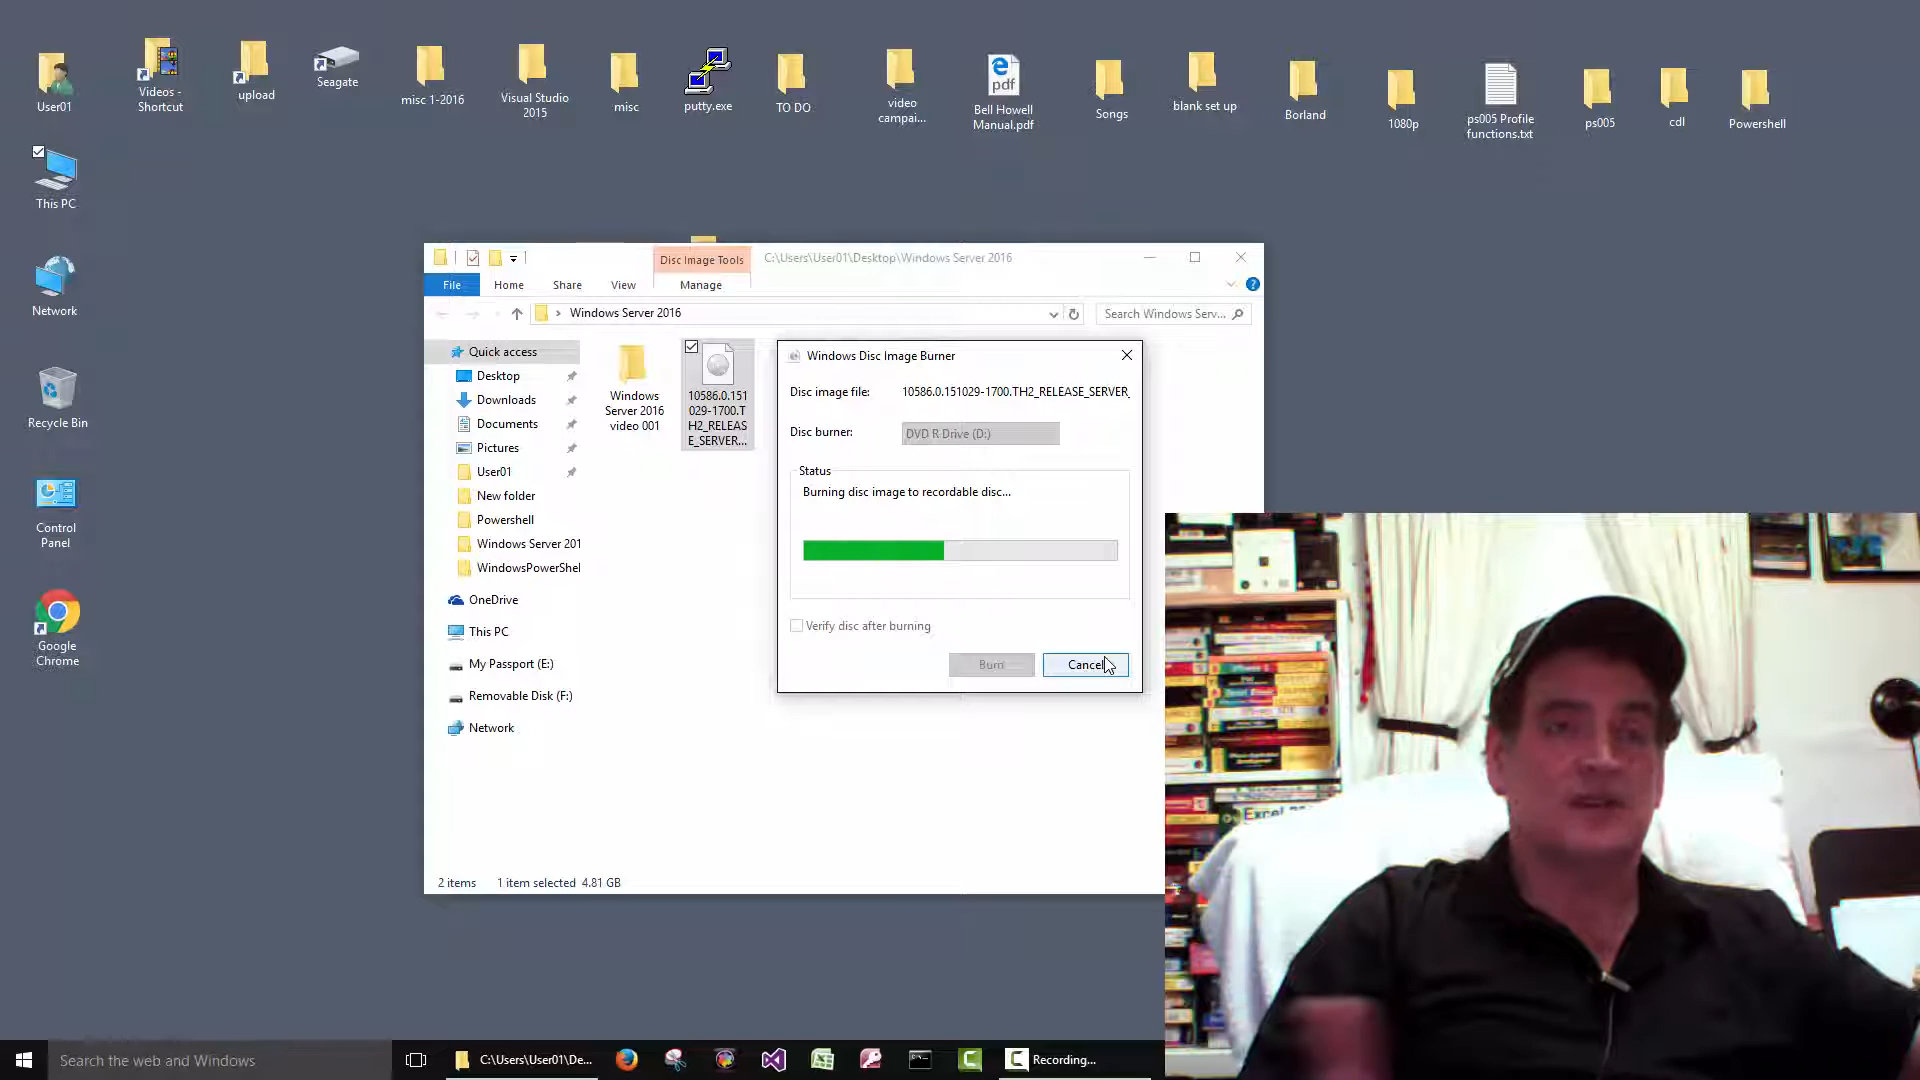 User01
Videos -
Shortcut
upload
Seagate
misc 1-2016
Visual Studio
2015
misc
putty.exe
TO DO
video
campai...
pdf
Bell Howell
Manual.pdf
Songs
blank set up
Borland
1080p
ps005 Profile
functions.txt
ps005
cdl
Powershell
This PC
Network
Recycle Bin
Control
Panel
Google
Chrome
Disc Image Tools
C:\Users\User01\Desktop\Windows Server 2016
File
Home
Share
View
Manage
Windows Server 2016
Search Windows Serv...
Quick access
Desktop
Downloads
Documents
Pictures
User01
New folder
Powershell
Windows Server 201
WindowsPowerShel
OneDrive
This PC
My Passport (E:)
Removable Disk (F:)
Network
Windows
Server 2016
video 001
10586.0.151
029-1700.T
H2_RELEAS
E_SERVER...
Windows Disc Image Burner
Disc image file:
10586.0.151029-1700.TH2_RELEASE_SERVER_
Disc burner:
DVD R Drive (D:)
Status
Burning disc image to recordable disc...
Verify disc after burning
Burn
Cancel
2 items
1 item selected 4.81 GB
Excel
Search the web and Windows
C:\Users\User01\De...
Recording...